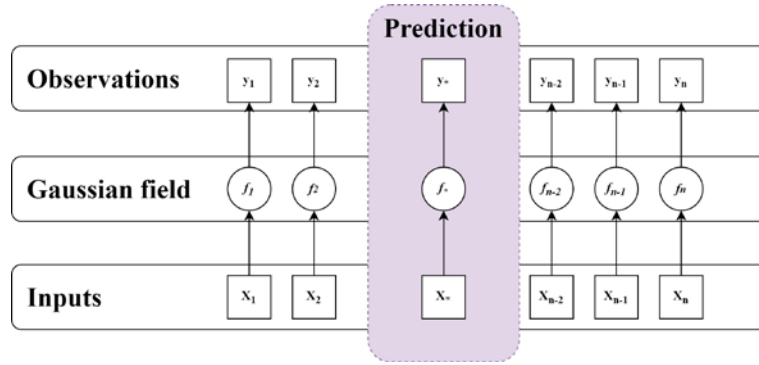 Prediction
Observations y₁ y₂ y* yₙ₋₂ yₙ₋₁ yₙ
Gaussian field f₁ f₂ f* fₙ₋₂ fₙ₋₁ fₙ
Inputs X₁ X₂ X* Xₙ₋₂ Xₙ₋₁ Xₙ